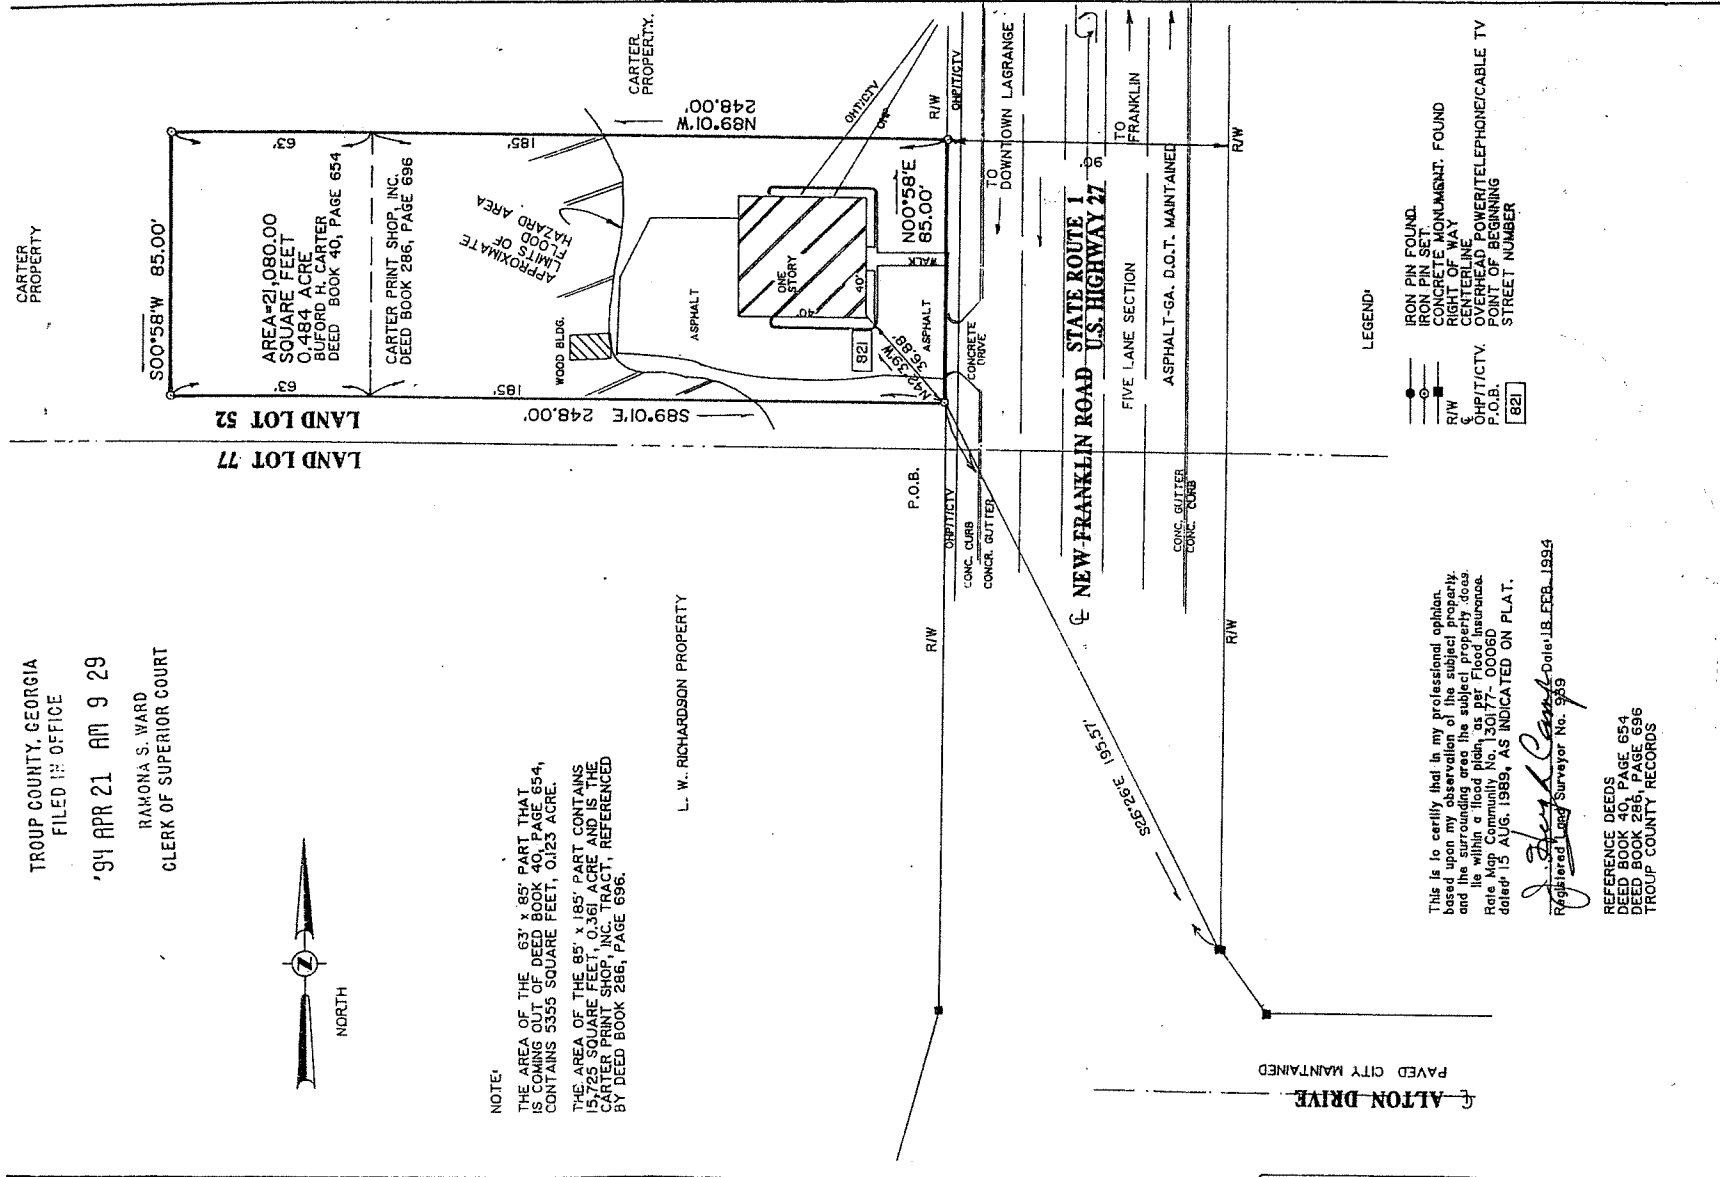 TROUP COUNTY, GEORGIA
FILED IN OFFICE
'94 APR 21 AM 9 29
RAMONA S. WARD
CLERK OF SUPERIOR COURT
NORTH
NOTE:
THE AREA OF THE 63' x 85' PART THAT
IS COMING OUT OF DEED BOOK 40, PAGE 654,
CONTAINS 5355 SQUARE FEET, 0.123 ACRE.
THE AREA OF THE 85' x 185' PART CONTAINS
15,725 SQUARE FEET, 0.361 ACRE AND IS THE
CARTER PRINT SHOP, INC. TRACT, REFERENCED
BY DEED BOOK 286, PAGE 696.
L. W. RICHARDSON PROPERTY
CARTER
PROPERTY
S00°58'W 85.00'
63'
63'
AREA=21,080.00
SQUARE FEET
0.484 ACRE
BUFORD H. CARTER
DEED BOOK 40, PAGE 654
CARTER PRINT SHOP, INC.
DEED BOOK 286, PAGE 696
LAND LOT 52
LAND LOT 77
185'
185'
S89°01'E 248.00'
N89°01'W
248.00'
CARTER
PROPERTY.
APPROXIMATE
LIMITS OF
FLOOD
HAZARD AREA
WOOD BLDG.
ASPHALT
ONE
STORY
40'
40'
821
N42°39'W
36.88'
ASPHALT
WALK
N00°58'E
85.00'
OHT/CTV
OHP
R/W
OHP/T/CTV
CONCRETE
DRIVE
P.O.B.
OHP/T/CTV
R/W
CONC. CURB
CONCR. GUTTER
TO
DOWNTOWN LAGRANGE
℄ NEW FRANKLIN ROAD STATE ROUTE 1
U.S. HIGHWAY 27
90'
TO
FRANKLIN
FIVE LANE SECTION
ASPHALT-GA. D.O.T. MAINTAINED
CONC. GUTTER
CONC. CURB
R/W
R/W
S26°26'E 195.57'
℄ ALTON DRIVE
PAVED CITY MAINTAINED
LEGEND:
IRON PIN FOUND.
IRON PIN SET.
CONCRETE MONUMENT. FOUND
R/W RIGHT OF WAY
℄ CENTERLINE
OHP/T/CTV. OVERHEAD POWER/TELEPHONE/CABLE TV
P.O.B. POINT OF BEGINNING
821 STREET NUMBER
This is to certify that in my professional opinion,
based upon my observation of the subject property.
and the surrounding area the subject property does.
lie within a flood plain, as per Flood Insurance.
Rate Map Community No. 130177- 0006D
dated: 15 AUG. 1989, AS INDICATED ON PLAT.
Registered Land Surveyor No. 939 Date: 18 FEB. 1994
REFERENCE DEEDS
DEED BOOK 40, PAGE 654
DEED BOOK 286, PAGE 696
TROUP COUNTY RECORDS